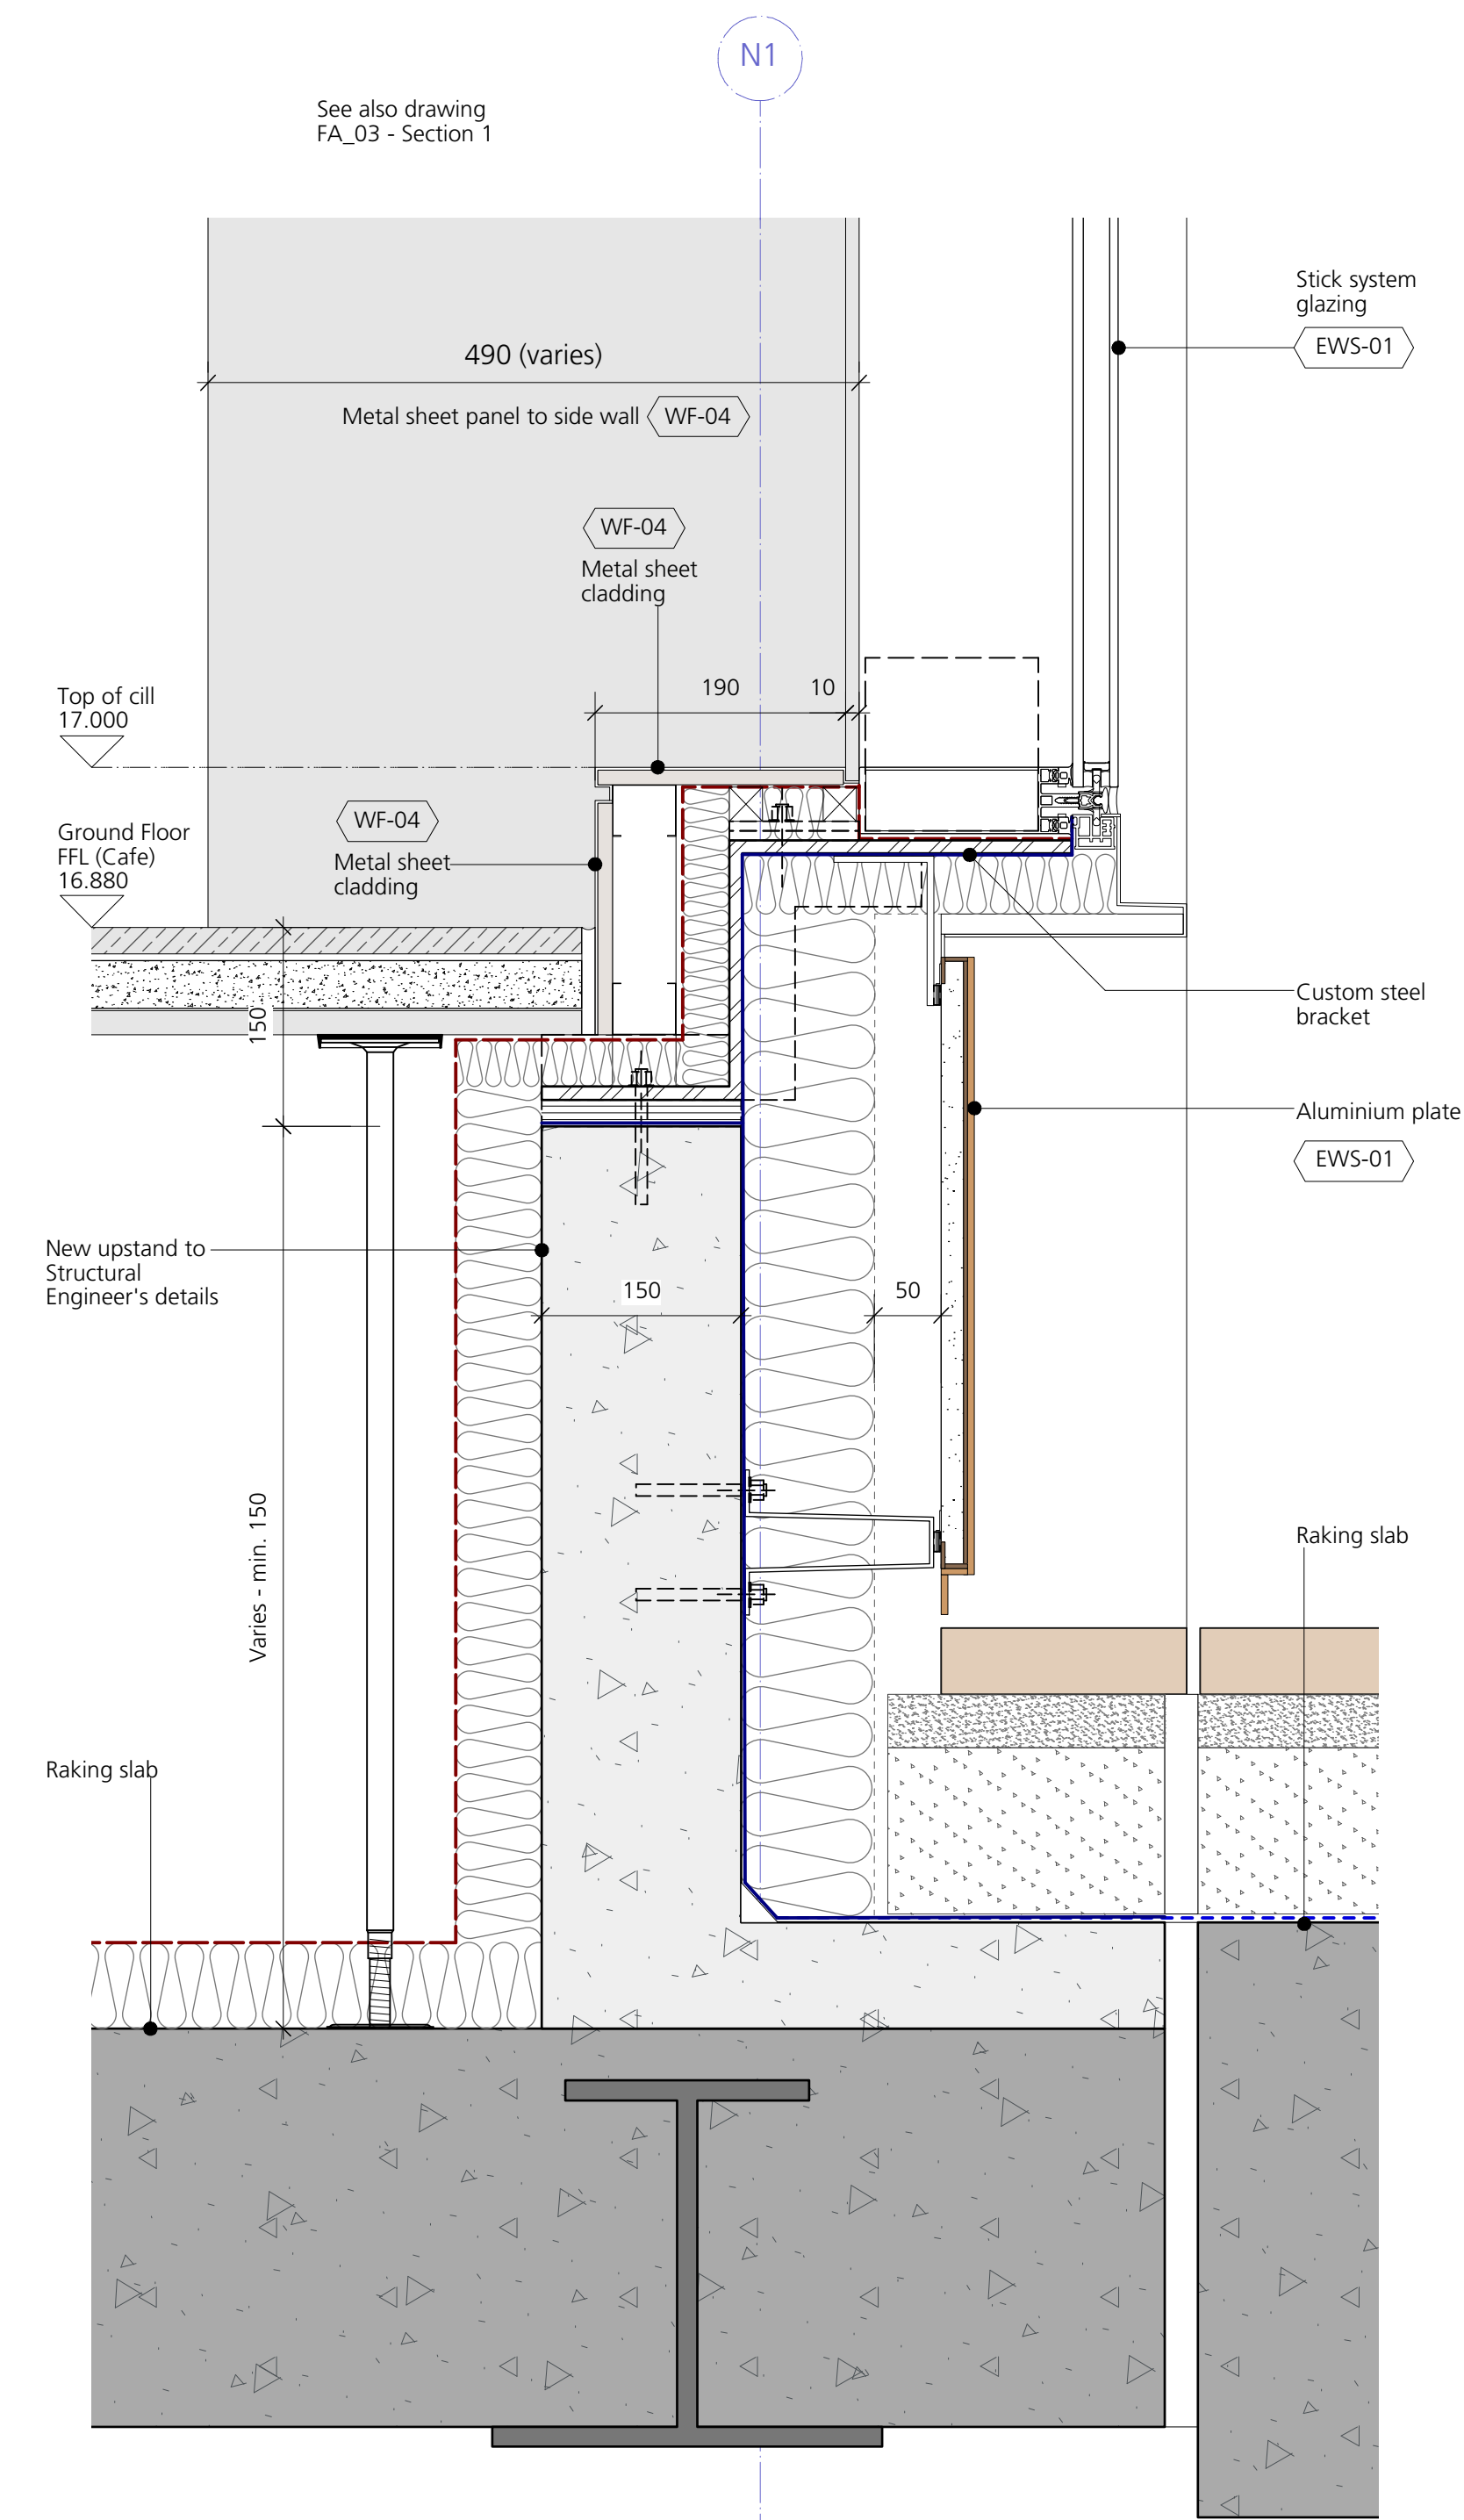 N1
See also drawing
FA_03 - Section 1
Stick system
glazing
EWS-01
490 (varies)
Metal sheet panel to side wall
WF-04
WF-04
Metal sheet
cladding
Top of cill
17.000
190
10
WF-04
Metal sheet
cladding
Ground Floor
FFL (Cafe)
16.880
150
Custom steel
bracket
Aluminium plate
EWS-01
New upstand to
Structural
Engineer's details
150
50
Varies - min. 150
Raking slab
Raking slab